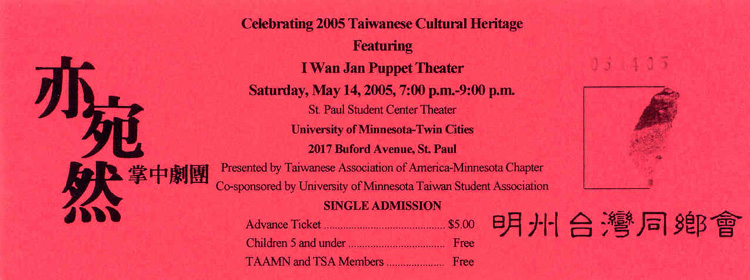 Celebrating 2005 Taiwanese Cultural Heritage
Featuring
I Wan Jan Puppet Theater
Saturday, May 14, 2005, 7:00 p.m.-9:00 p.m.
St. Paul Student Center Theater
University of Minnesota-Twin Cities
2017 Buford Avenue, St. Paul
Presented by Taiwanese Association of America-Minnesota Chapter
Co-sponsored by University of Minnesota Taiwan Student Association
SINGLE ADMISSION
Advance Ticket ........................................ $5.00
Children 5 and under ................................ Free
TAAMN and TSA Members ................... Free
亦宛然
掌中劇團
明州台灣同鄉會